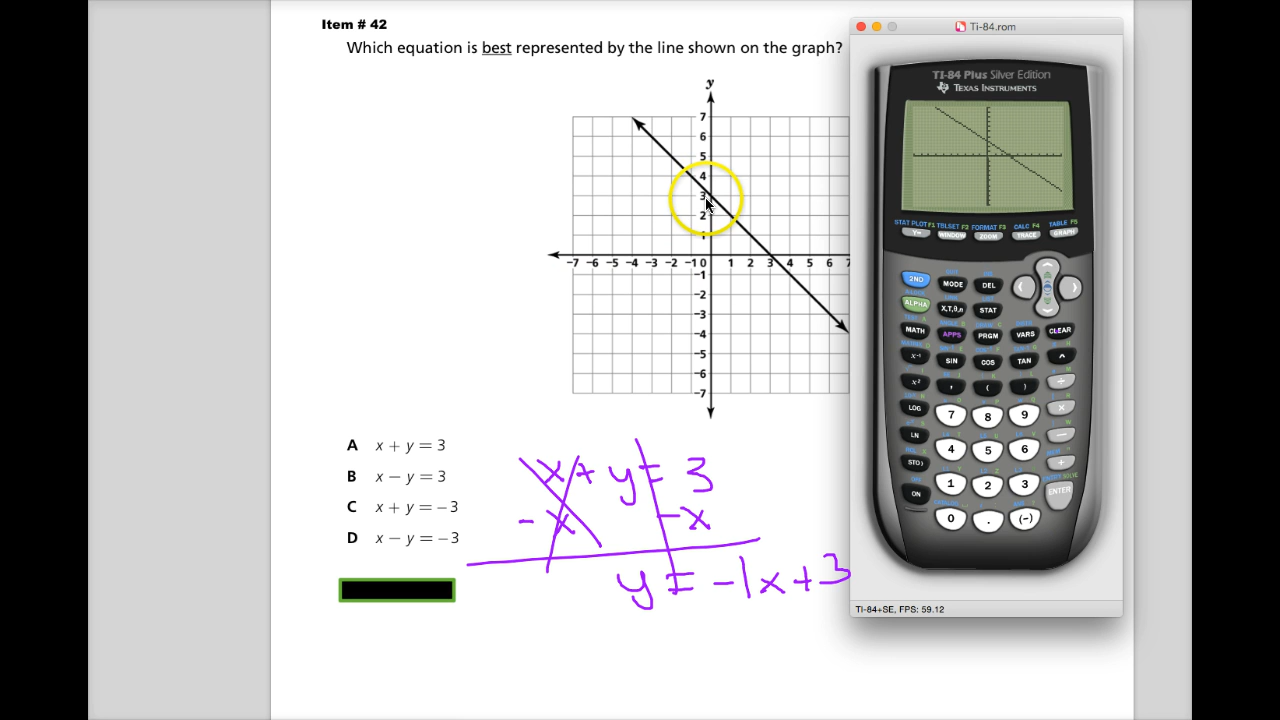 Item # 42
Which equation is best represented by the line shown on the graph?
y
7
6
5
4
3
2
1
-7 -6 -5 -4 -3 -2 -1 0 1 2 3 4 5 6 7
-1
-2
-3
-4
-5
-6
-7
A x + y = 3
B x − y = 3
C x + y = −3
D x − y = −3
x + y = 3
- x - x
y = -1x + 3
Ti-84.rom
TI-84 Plus Silver Edition
TEXAS INSTRUMENTS
STAT PLOT F1 TBLSET F2 FORMAT F3 CALC F4 TABLE F5
Y= WINDOW ZOOM TRACE GRAPH
2ND MODE DEL
ALPHA X,T,θ,n STAT
MATH APPS PRGM VARS CLEAR
x⁻¹ SIN COS TAN ^
x² , ( ) ÷
LOG 7 8 9 ×
LN 4 5 6 −
STO› 1 2 3 +
ON 0 . (-) ENTER
TI-84+SE, FPS: 59.12